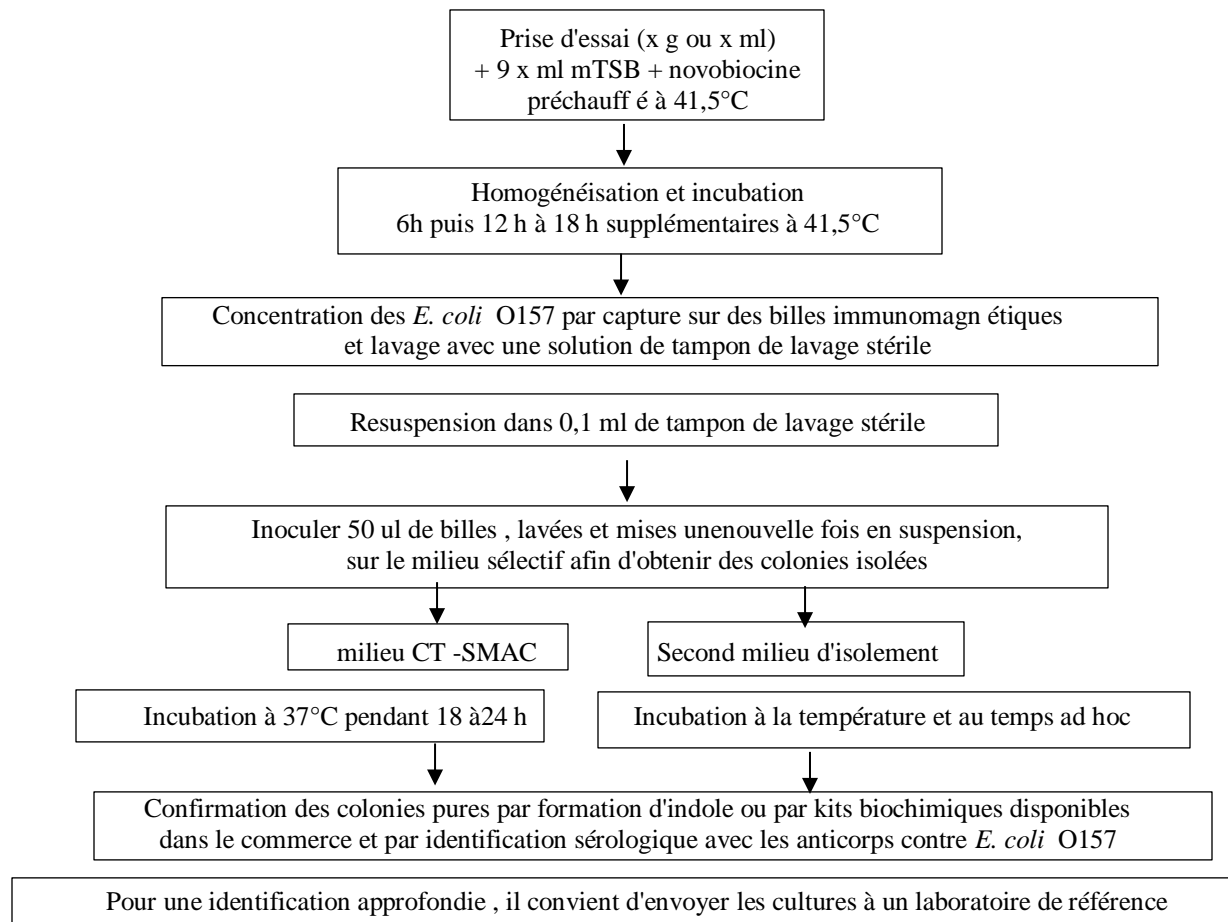 Prise d'essai (x g ou x ml)
+ 9 x ml mTSB + novobiocine
préchauff é à 41,5°C
Homogénéisation et incubation
6h puis 12 h à 18 h supplémentaires à 41,5°C
Concentration des E. coli O157 par capture sur des billes immunomagn étiques
et lavage avec une solution de tampon de lavage stérile
Resuspension dans 0,1 ml de tampon de lavage stérile
Inoculer 50 ul de billes , lavées et mises unenouvelle fois en suspension,
sur le milieu sélectif afin d'obtenir des colonies isolées
milieu CT -SMAC
Second milieu d'isolement
Incubation à 37°C pendant 18 à24 h
Incubation à la température et au temps ad hoc
Confirmation des colonies pures par formation d'indole ou par kits biochimiques disponibles
dans le commerce et par identification sérologique avec les anticorps contre E. coli O157
Pour une identification approfondie , il convient d'envoyer les cultures à un laboratoire de référence